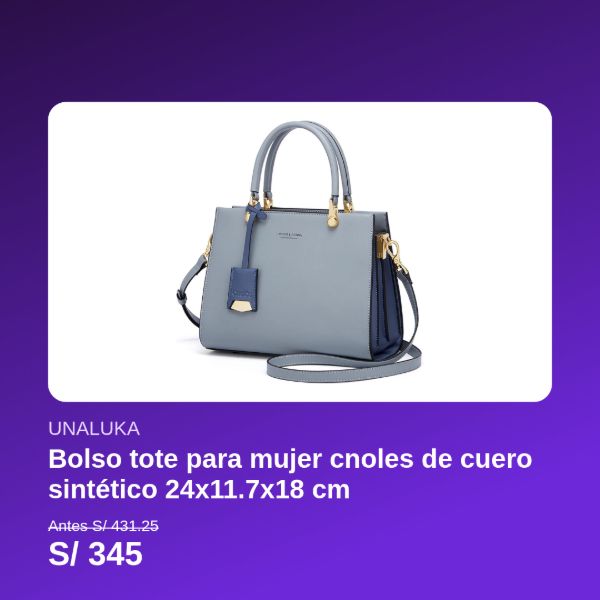 UNALUKA
Bolso tote para mujer cnoles de cuero
sintético 24x11.7x18 cm
Antes S/ 431.25
S/ 345